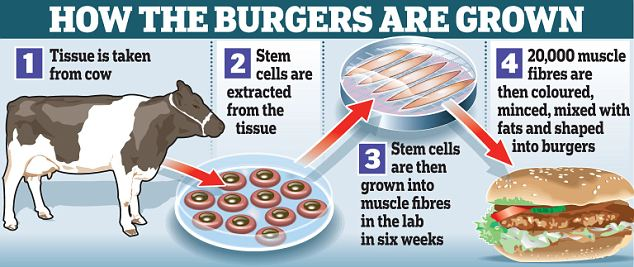 HOW THE BURGERS ARE GROWN
1 Tissue is taken
from cow
2 Stem
cells are
extracted
from the
tissue
3 Stem cells
are then
grown into
muscle fibres
in the lab
in six weeks
4 20,000 muscle
fibres are
then coloured,
minced, mixed with
fats and shaped
into burgers